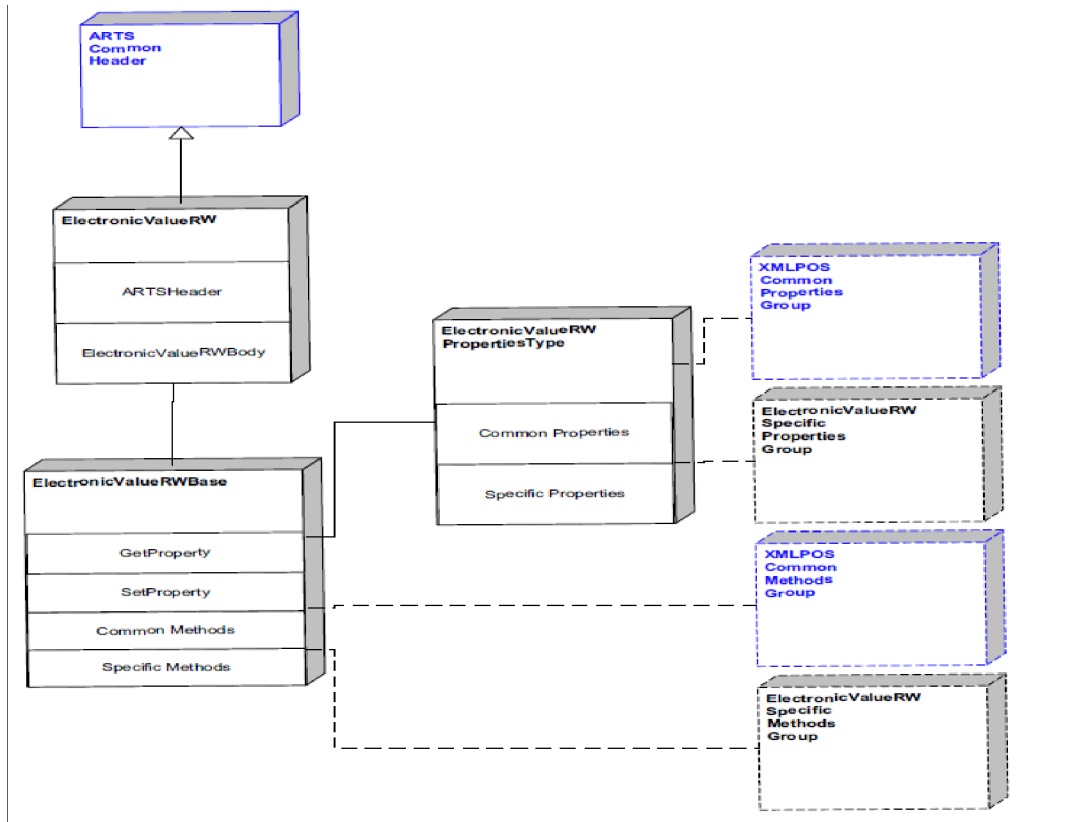 ARTS
Common
Header
ElectronicValueRW
ARTSHeader
ElectronicValueRWBody
ElectronicValueRWBase
GetProperty
SetProperty
Common Methods
Specific Methods
ElectronicValueRW
PropertiesType
Common Properties
Specific Properties
XMLPOS
Common
Properties
Group
ElectronicValueRW
Specific
Properties
Group
XMLPOS
Common
Methods
Group
ElectronicValueRW
Specific
Methods
Group